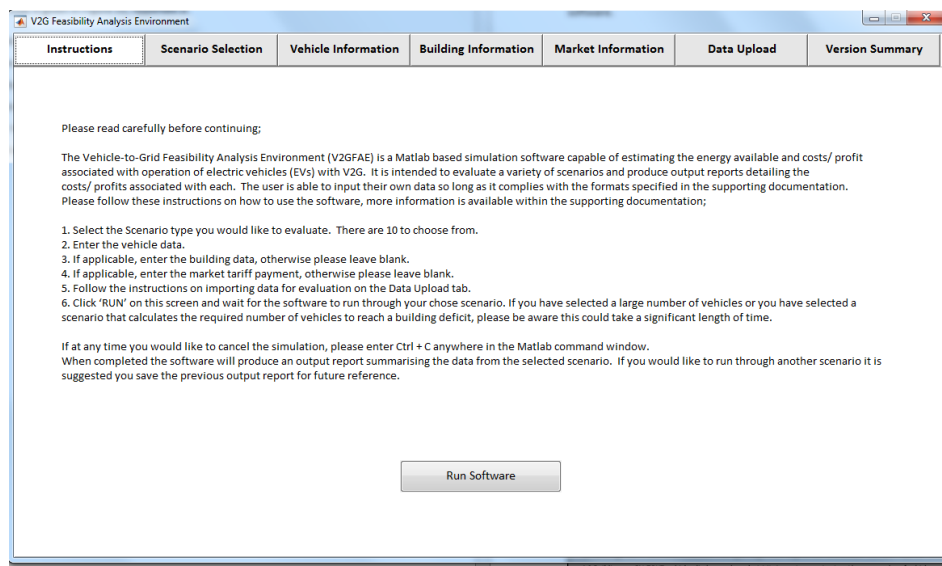 V2G Feasibility Analysis Environment
Instructions
Scenario Selection
Vehicle Information
Building Information
Market Information
Data Upload
Version Summary
Please read carefully before continuing;
The Vehicle-to-Grid Feasibility Analysis Environment (V2GFAE) is a Matlab based simulation software capable of estimating the energy available and costs/ profit
associated with operation of electric vehicles (EVs) with V2G. It is intended to evaluate a variety of scenarios and produce output reports detailing the
costs/ profits associated with each. The user is able to input their own data so long as it complies with the formats specified in the supporting documentation.
Please follow these instructions on how to use the software, more information is available within the supporting documentation;
1. Select the Scenario type you would like to evaluate. There are 10 to choose from.
2. Enter the vehicle data.
3. If applicable, enter the building data, otherwise please leave blank.
4. If applicable, enter the market tariff payment, otherwise please leave blank.
5. Follow the instructions on importing data for evaluation on the Data Upload tab.
6. Click 'RUN' on this screen and wait for the software to run through your chose scenario. If you have selected a large number of vehicles or you have selected a
scenario that calculates the required number of vehicles to reach a building deficit, please be aware this could take a significant length of time.
If at any time you would like to cancel the simulation, please enter Ctrl + C anywhere in the Matlab command window.
When completed the software will produce an output report summarising the data from the selected scenario. If you would like to run through another scenario it is
suggested you save the previous output report for future reference.
Run Software